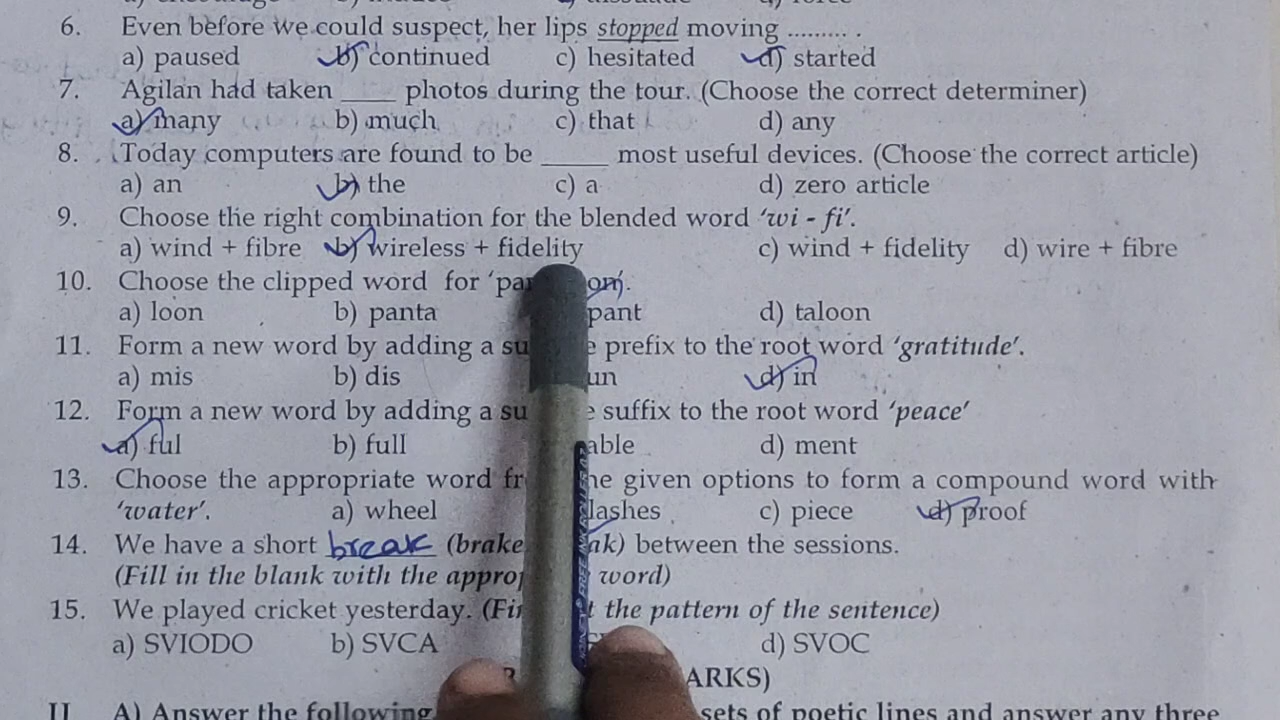 6. Even before we could suspect, her lips stopped moving ......... .
a) paused b) continued c) hesitated d) started
7. Agilan had taken ____ photos during the tour. (Choose the correct determiner)
a) many b) much c) that d) any
8. Today computers are found to be _____ most useful devices. (Choose the correct article)
a) an b) the c) a d) zero article
9. Choose the right combination for the blended word 'wi - fi'.
a) wind + fibre b) wireless + fidelity c) wind + fidelity d) wire + fibre
10. Choose the clipped word for
a) loon b) panta pant d) taloon
11. Form a new word by adding a prefix to the root word 'gratitude'.
a) mis b) dis un d) in
12. Form a new word by adding a suffix to the root word 'peace'
a) ful b) full able d) ment
13. Choose the appropriate word given options to form a compound word with
'water'. a) wheel lashes c) piece d) proof
14. We have a short break (brake between the sessions.
(Fill in the blank with the word)
15. We played cricket yesterday. the pattern of the sentence)
a) SVIODO b) SVCA d) SVOC
ARKS)
II A) Answer the following sets of poetic lines and answer any three